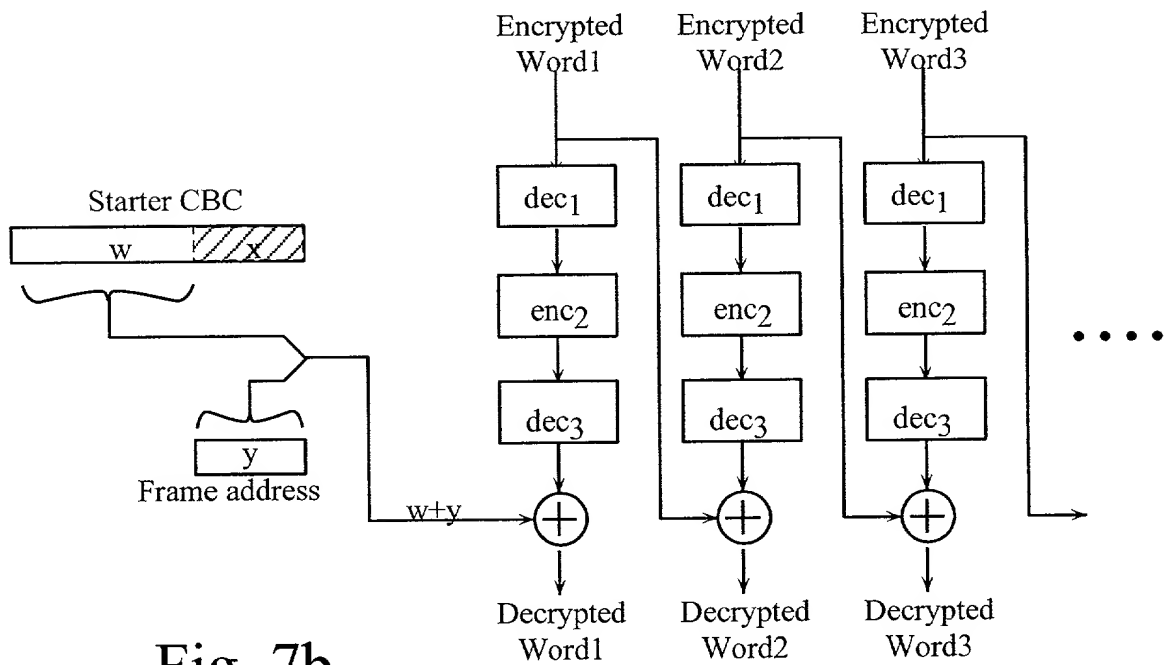 Encrypted
Word1
Encrypted
Word2
Encrypted
Word3
Starter CBC
w
x
dec1
dec1
dec1
enc2
enc2
enc2
dec3
dec3
dec3
y
Frame address
w+y
+
+
+
Decrypted
Word1
Decrypted
Word2
Decrypted
Word3
Fig. 7b